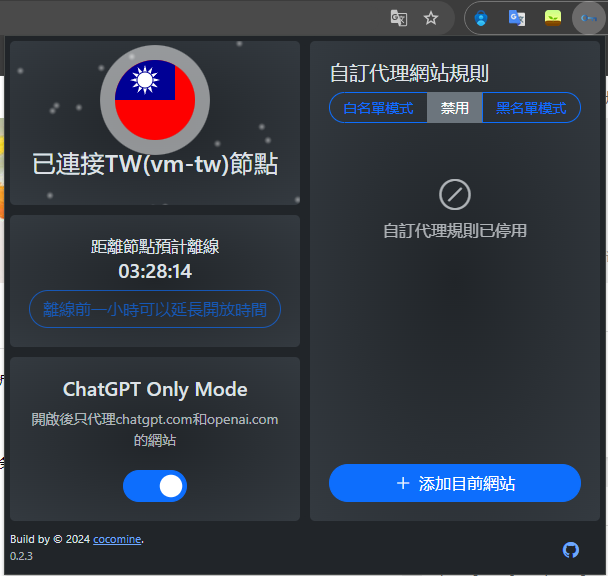 已連接TW(vm-tw)節點
距離節點預計離線
03:28:14
離線前一小時可以延長開放時間
ChatGPT Only Mode
開啟後只代理chatgpt.com和openai.com
的網站
自訂代理網站規則
白名單模式 禁用 黑名單模式
自訂代理規則已停用
+ 添加目前網站
Build by © 2024 cocomine.
0.2.3